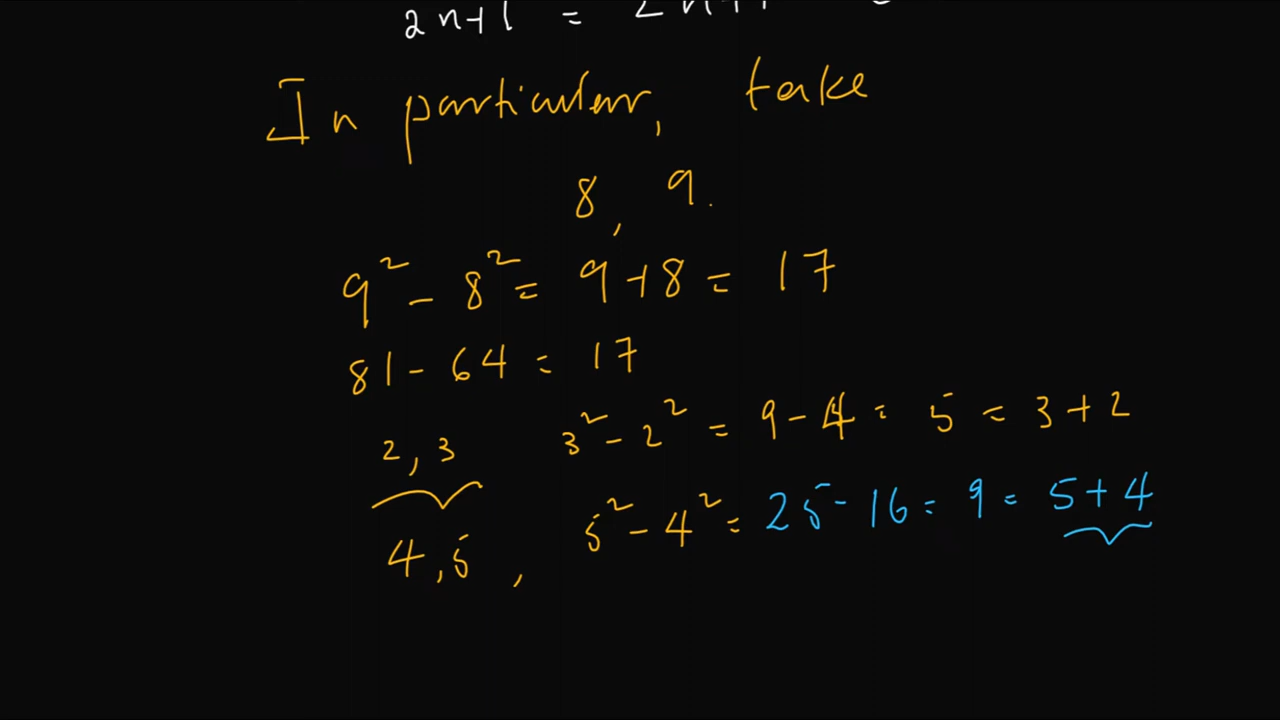 2n+1 = 2n+1
In particular, take
8, 9.
9² - 8² = 9+8 = 17
81 - 64 = 17
2, 3 3² - 2² = 9 - 4 = 5 = 3+2
4, 5, 5² - 4² = 25 - 16 = 9 = 5+4